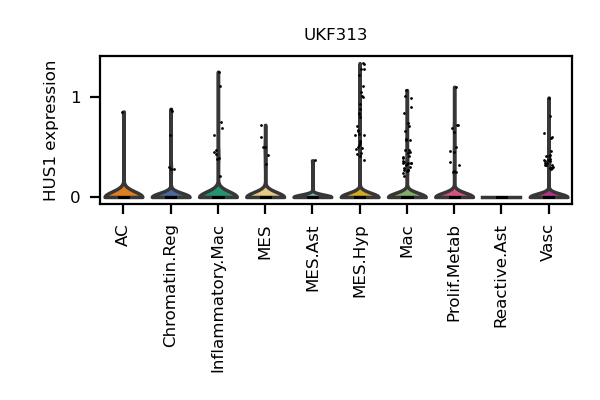 UKF313
HUS1 expression
1
0
AC
Chromatin.Reg
Inflammatory.Mac
MES
MES.Ast
MES.Hyp
Mac
Prolif.Metab
Reactive.Ast
Vasc